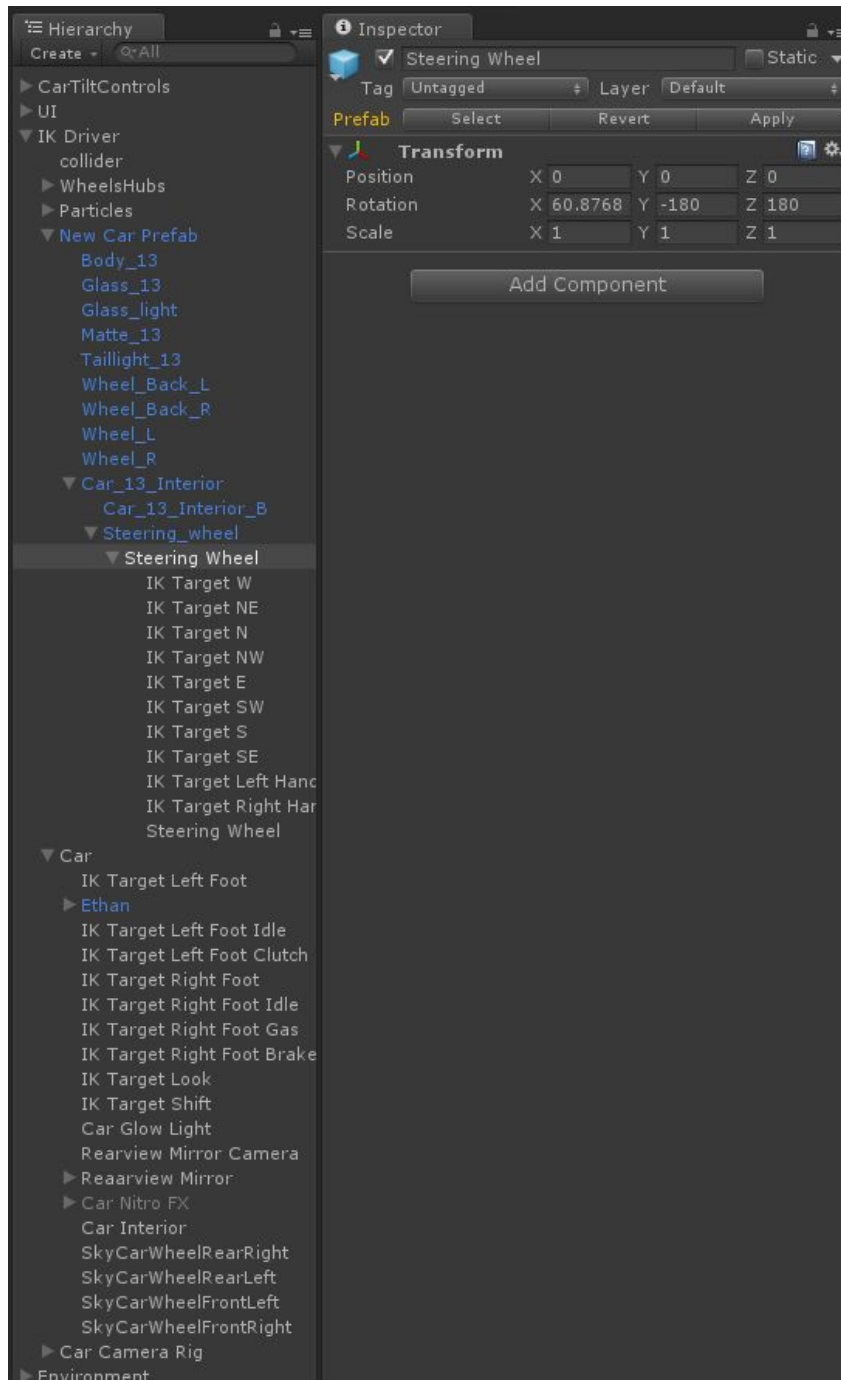 Hierarchy
Create
All
CarTiltControls
UI
IK Driver
collider
WheelsHubs
Particles
New Car Prefab
Body_13
Glass_13
Glass_light
Matte_13
Taillight_13
Wheel_Back_L
Wheel_Back_R
Wheel_L
Wheel_R
Car_13_Interior
Car_13_Interior_B
Steering_wheel
Steering Wheel
IK Target W
IK Target NE
IK Target N
IK Target NW
IK Target E
IK Target SW
IK Target S
IK Target SE
IK Target Left Hand
IK Target Right Har
Steering Wheel
Car
IK Target Left Foot
Ethan
IK Target Left Foot Idle
IK Target Left Foot Clutch
IK Target Right Foot
IK Target Right Foot Idle
IK Target Right Foot Gas
IK Target Right Foot Brake
IK Target Look
IK Target Shift
Car Glow Light
Rearview Mirror Camera
Reaarview Mirror
Car Nitro FX
Car Interior
SkyCarWheelRearRight
SkyCarWheelRearLeft
SkyCarWheelFrontLeft
SkyCarWheelFrontRight
Car Camera Rig
Environment
Inspector
Steering Wheel Static
Tag Untagged Layer Default
Prefab Select Revert Apply
Transform
Position X 0 Y 0 Z 0
Rotation X 60.8768 Y -180 Z 180
Scale X 1 Y 1 Z 1
Add Component